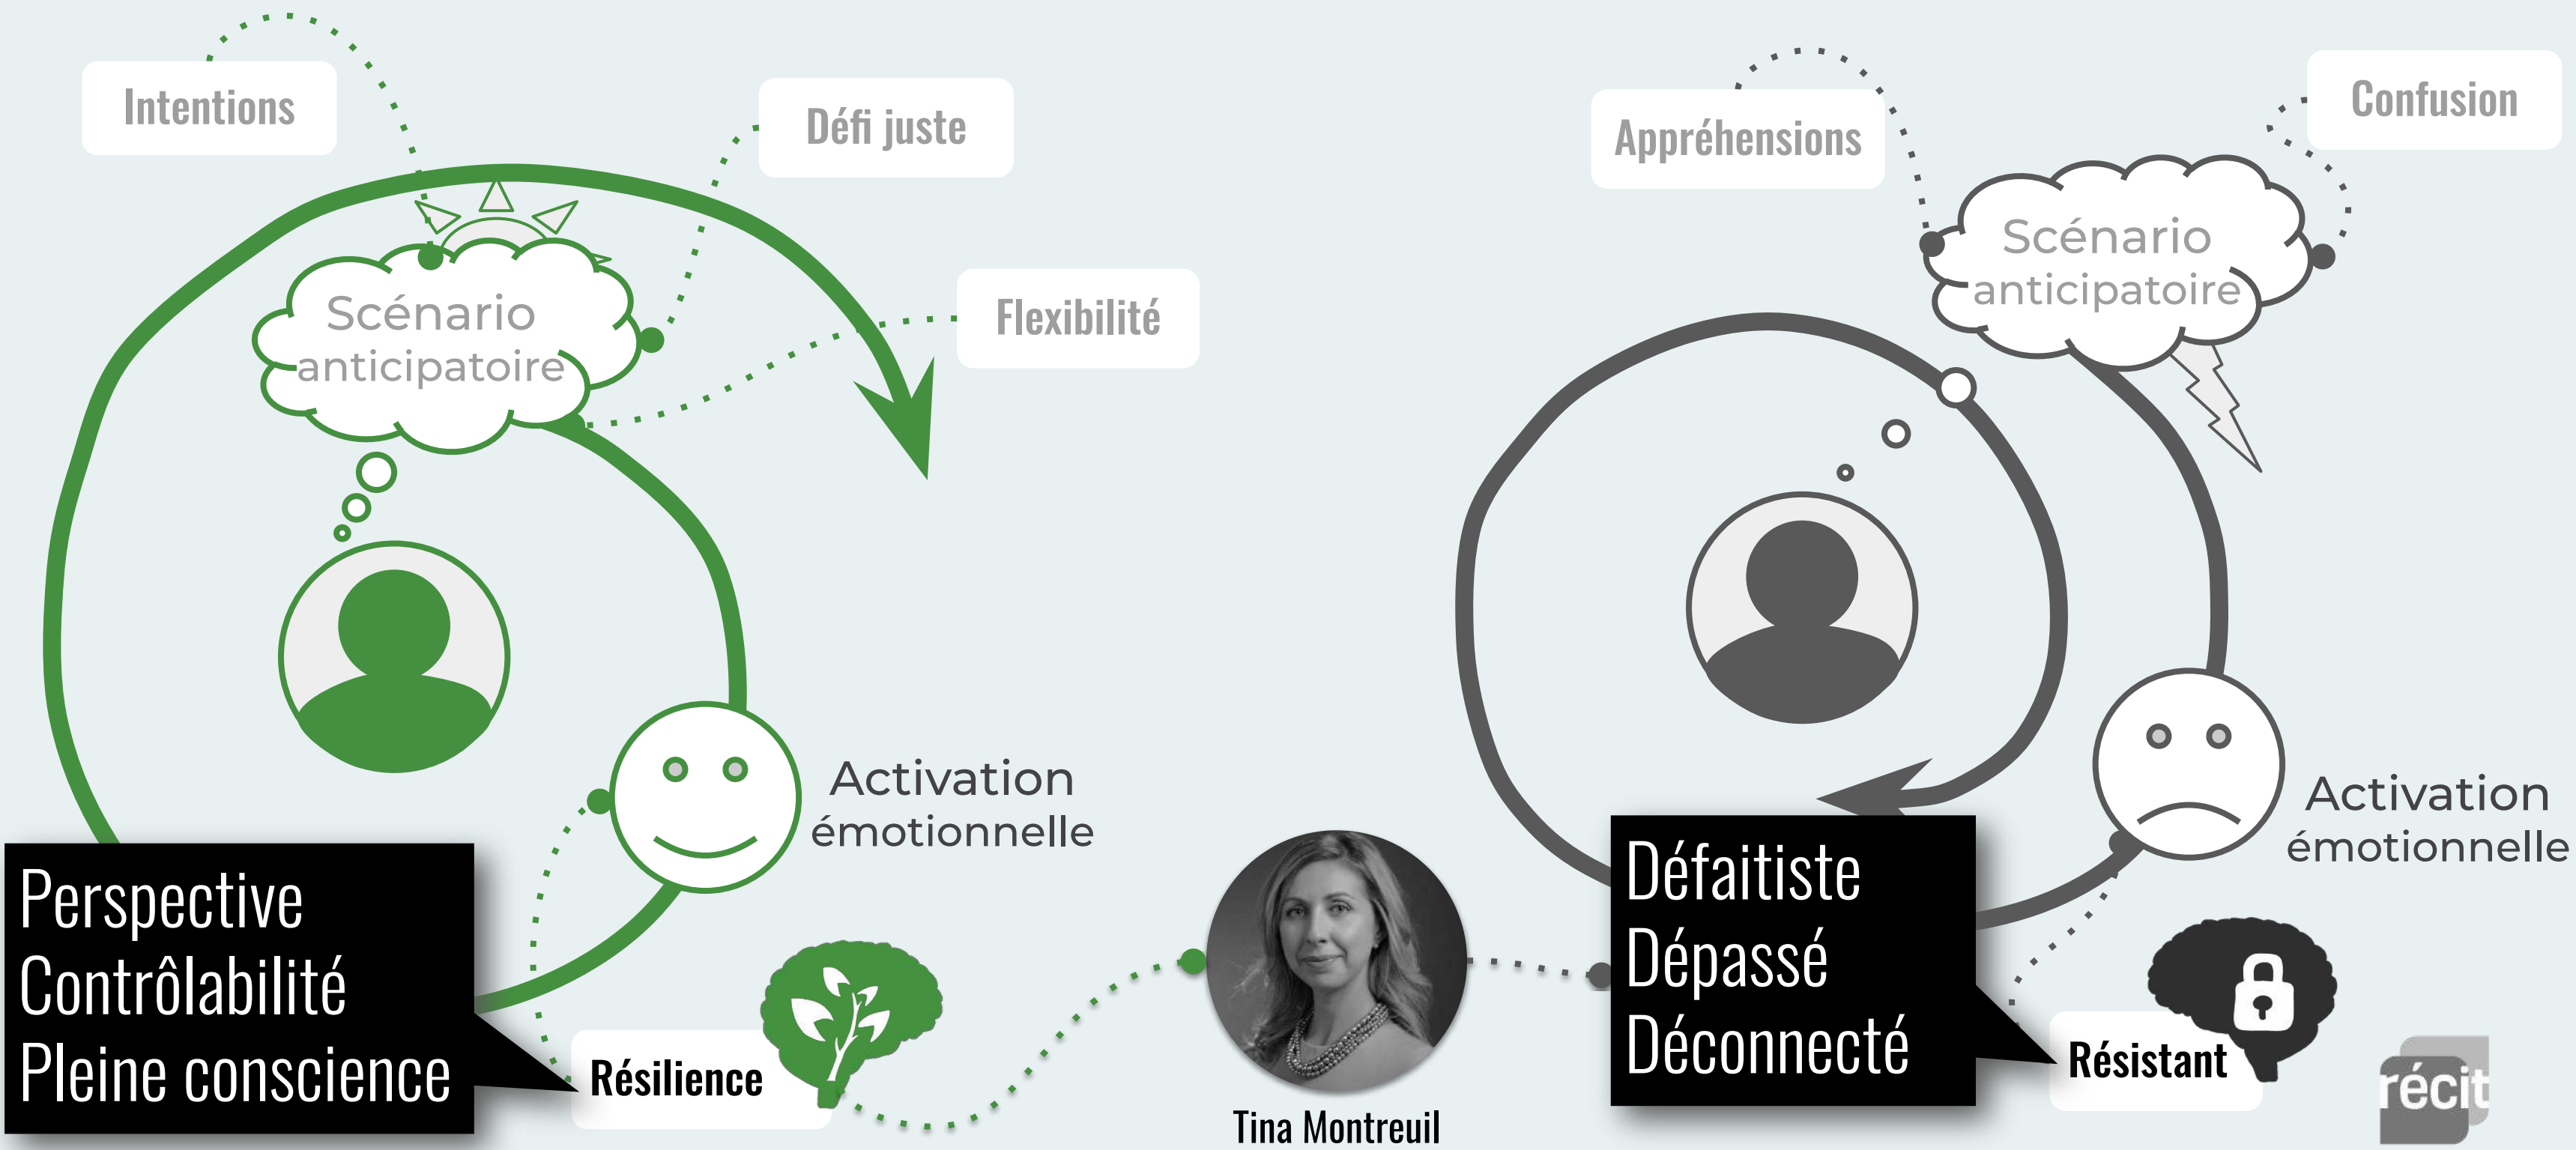 Intentions
Défi juste
Flexibilité
Scénario
anticipatoire
Activation
émotionnelle
Perspective
Contrôlabilité
Pleine conscience
Résilience
Tina Montreuil
Appréhensions
Confusion
Scénario
anticipatoire
Activation
émotionnelle
Défaitiste
Dépassé
Déconnecté
Résistant
récit